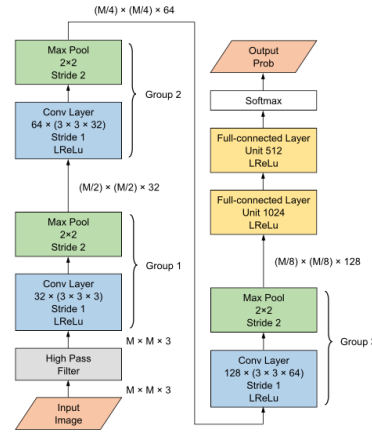 (M/4) × (M/4) × 64
Max Pool
2×2
Stride 2
Conv Layer
64 × (3 × 3 × 32)
Stride 1
LReLu
Group 2
(M/2) × (M/2) × 32
Max Pool
2×2
Stride 2
Conv Layer
32 × (3 × 3 × 3)
Stride 1
LReLu
Group 1
M × M × 3
High Pass
Filter
M × M × 3
Input
Image
Output
Prob
Softmax
Full-connected Layer
Unit 512
LReLu
Full-connected Layer
Unit 1024
LReLu
(M/8) × (M/8) × 128
Max Pool
2×2
Stride 2
Conv Layer
128 × (3 × 3 × 64)
Stride 1
LReLu
Group